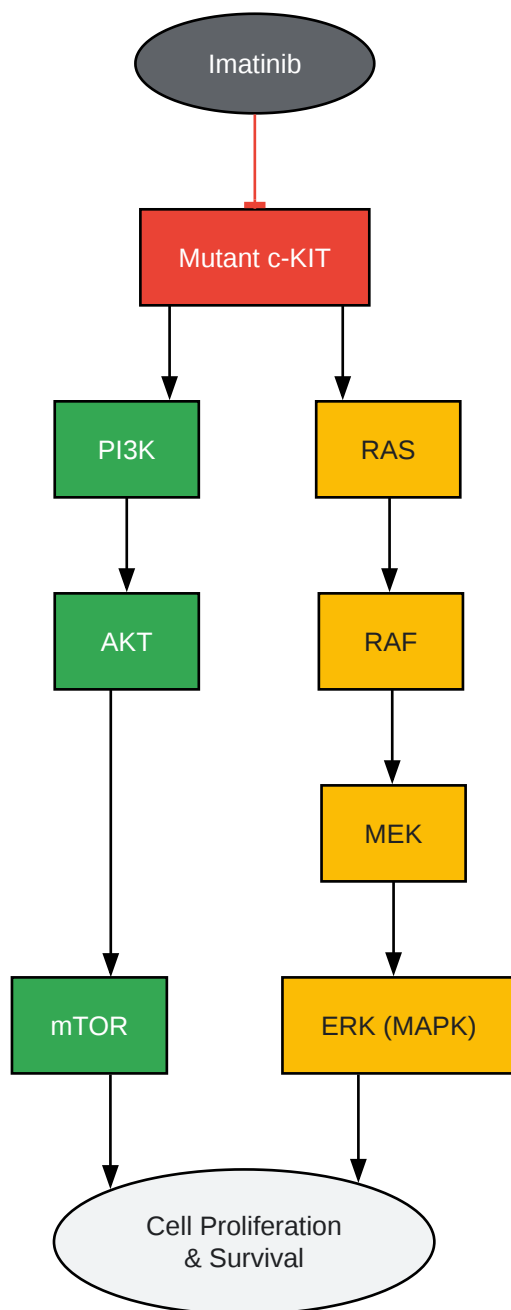 Imatinib
Mutant c-KIT
PI3K
RAS
AKT
RAF
MEK
mTOR
ERK (MAPK)
Cell Proliferation
& Survival